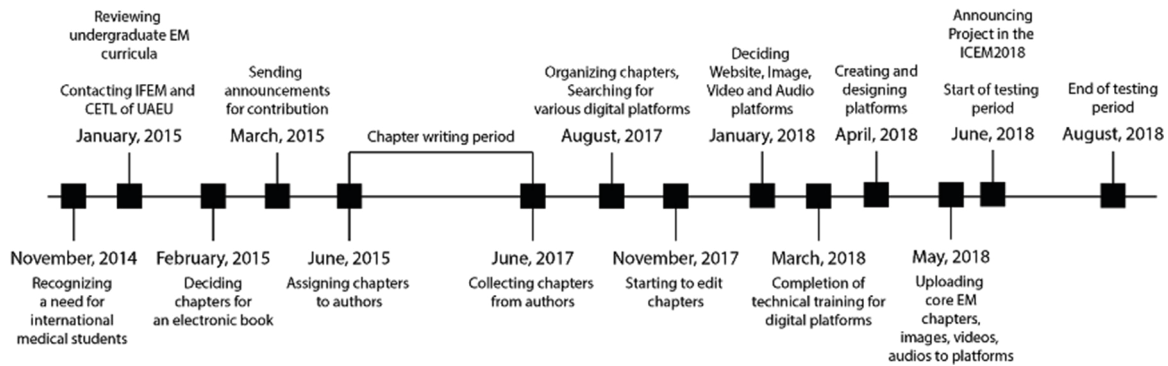 Reviewing
undergraduate EM
curricula
Contacting IFEM and
CETL of UAEU
January, 2015
Sending
announcements
for contribution
March, 2015
Chapter writing period
Organizing chapters,
Searching for
various digital platforms
August, 2017
Deciding
Website, Image,
Video and Audio
platforms
January, 2018
Creating and
designing
platforms
April, 2018
Announcing
Project in the
ICEM2018
Start of testing
period
June, 2018
End of testing
period
August, 2018
November, 2014
Recognizing
a need for
international
medical students
February, 2015
Deciding
chapters for
an electronic book
June, 2015
Assigning chapters
to authors
June, 2017
Collecting chapters
from authors
November, 2017
Starting to edit
chapters
March, 2018
Completion of
technical training for
digital platforms
May, 2018
Uploading
core EM
chapters,
images, videos,
audios to platforms